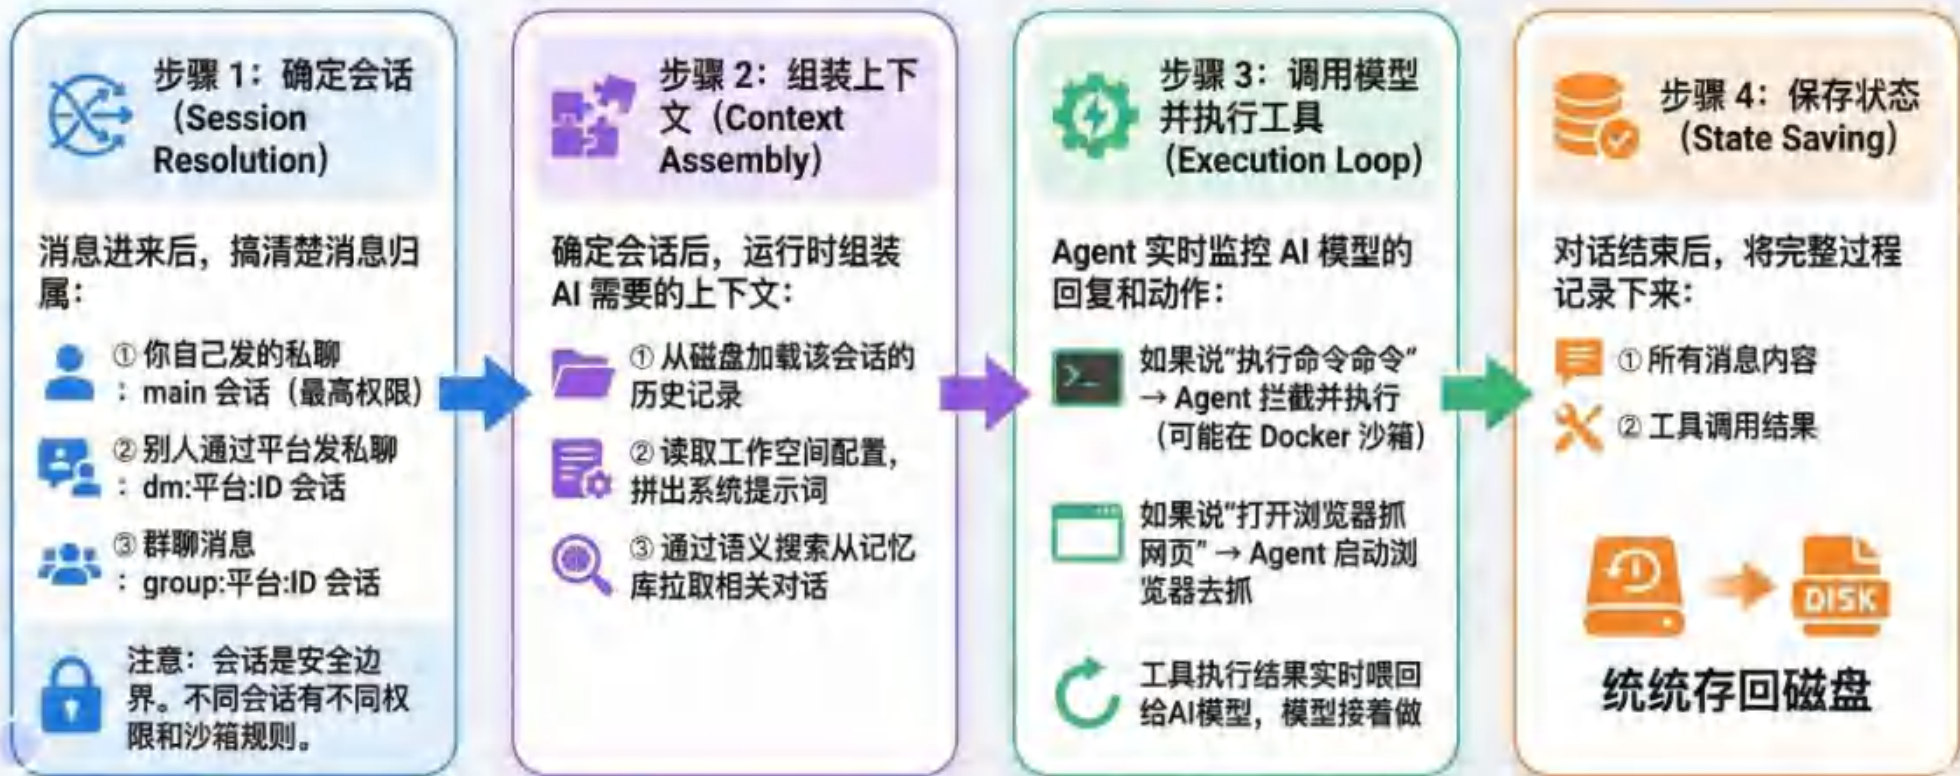 步骤 1：确定会话
（Session
Resolution）
消息进来后，搞清楚消息归
属：
① 你自己发的私聊
：main 会话（最高权限）
② 别人通过平台发私聊
：dm:平台:ID 会话
③ 群聊消息
：group:平台:ID 会话
注意：会话是安全边
界。不同会话有不同权
限和沙箱规则。
步骤 2：组装上下
文（Context
Assembly）
确定会话后，运行时组装
AI 需要的上下文：
① 从磁盘加载该会话的
历史记录
② 读取工作空间配置，
拼出系统提示词
③ 通过语义搜索从记忆
库拉取相关对话
步骤 3：调用模型
并执行工具
（Execution Loop）
Agent 实时监控 AI 模型的
回复和动作：
>_
如果说“执行命令命令”
→ Agent 拦截并执行
（可能在 Docker 沙箱）
如果说“打开浏览器抓
网页” → Agent 启动浏
览器去抓
工具执行结果实时喂回
给AI模型，模型接着做
步骤 4：保存状态
（State Saving）
对话结束后，将完整过程
记录下来：
① 所有消息内容
② 工具调用结果
DISK
统统存回磁盘